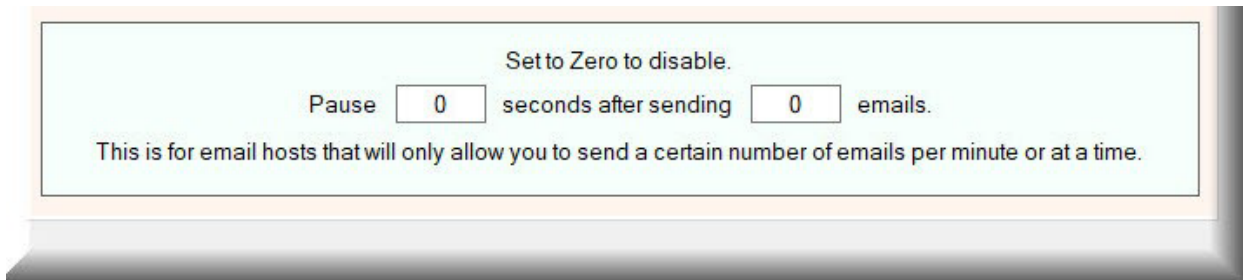 Set to Zero to disable.
Pause 0 seconds after sending 0 emails.
This is for email hosts that will only allow you to send a certain number of emails per minute or at a time.